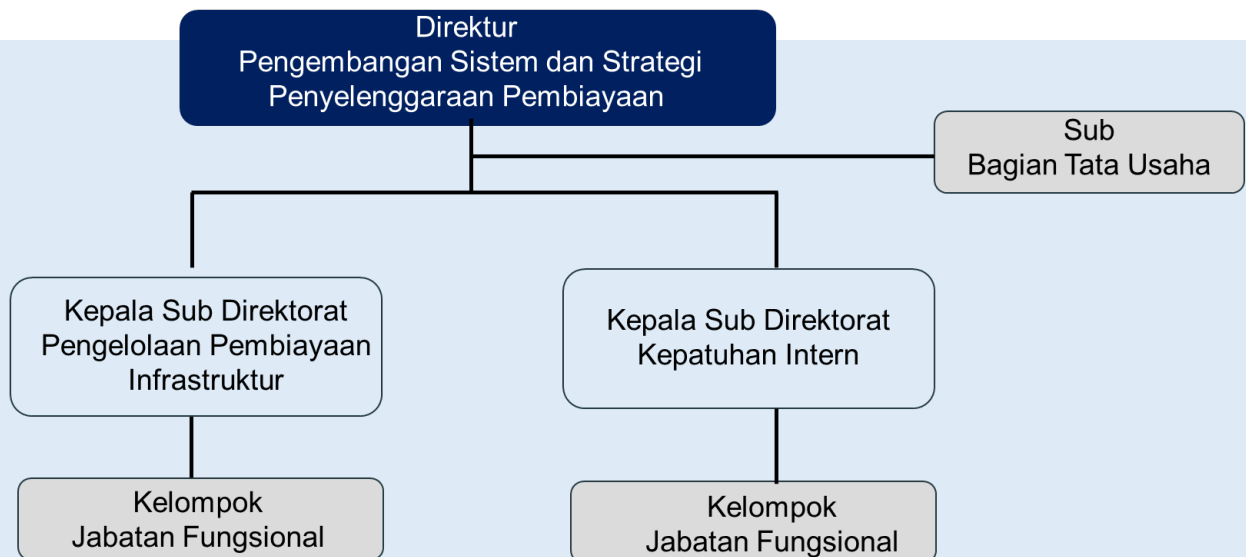 Direktur
Pengembangan Sistem dan Strategi
Penyelenggaraan Pembiayaan
Sub
Bagian Tata Usaha
Kepala Sub Direktorat
Pengelolaan Pembiayaan
Infrastruktur
Kepala Sub Direktorat
Kepatuhan Intern
Kelompok
Jabatan Fungsional
Kelompok
Jabatan Fungsional